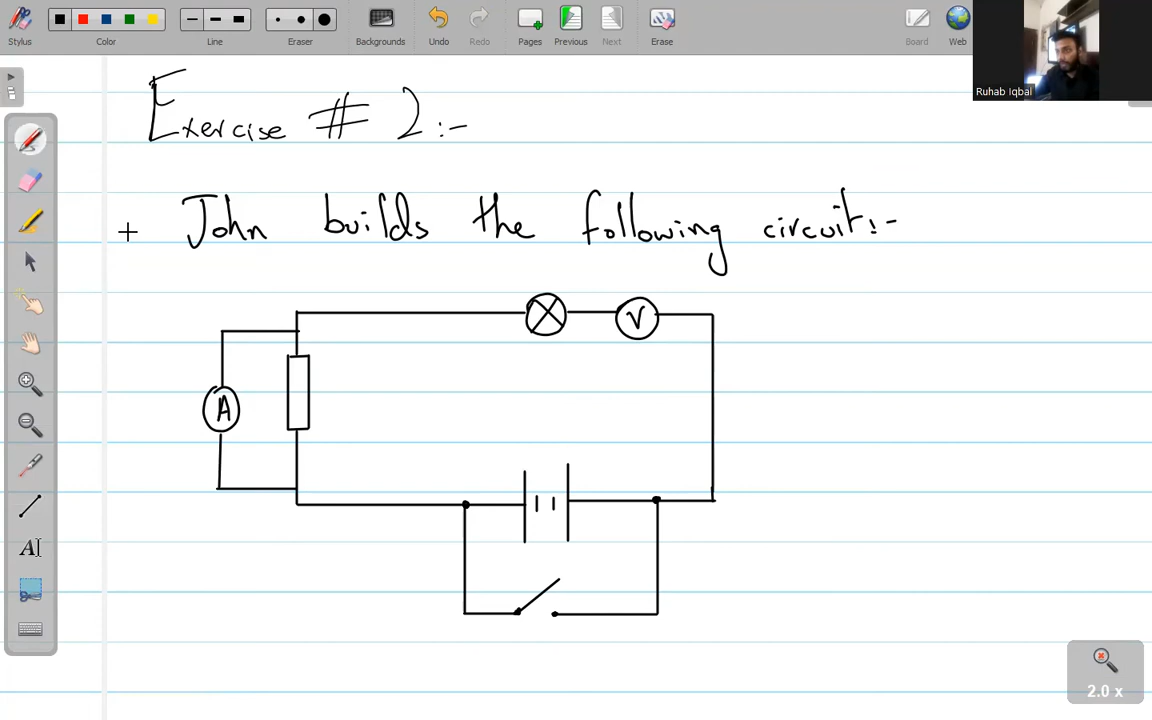 Stylus
Color
Line
Eraser
Backgrounds
Undo
Redo
Pages
Previous
Next
Erase
Board
Web
Ruhab Iqbal
Exercise # 2:-
John builds the following circuit:-
V
A
A
2.0 x